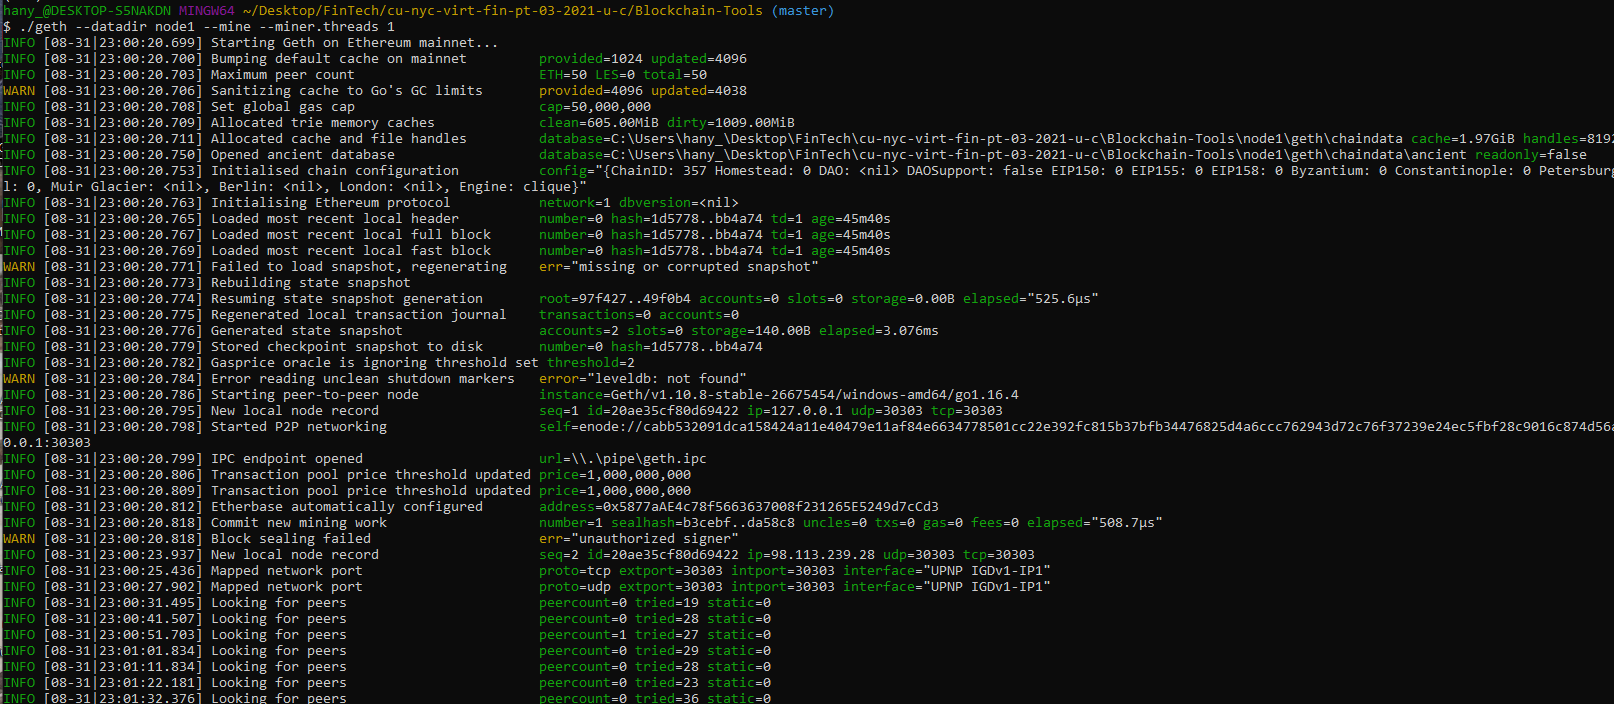 hany_@DESKTOP-S5NAKDN MINGW64 ~/Desktop/FinTech/cu-nyc-virt-fin-pt-03-2021-u-c/Blockchain-Tools (master)
$ ./geth --datadir node1 --mine --miner.threads 1
INFO [08-31|23:00:20.699] Starting Geth on Ethereum mainnet...
INFO [08-31|23:00:20.700] Bumping default cache on mainnet provided=1024 updated=4096
INFO [08-31|23:00:20.703] Maximum peer count ETH=50 LES=0 total=50
WARN [08-31|23:00:20.706] Sanitizing cache to Go's GC limits provided=4096 updated=4038
INFO [08-31|23:00:20.708] Set global gas cap cap=50,000,000
INFO [08-31|23:00:20.709] Allocated trie memory caches clean=605.00MiB dirty=1009.00MiB
INFO [08-31|23:00:20.711] Allocated cache and file handles database=C:\Users\hany_\Desktop\FinTech\cu-nyc-virt-fin-pt-03-2021-u-c\Blockchain-Tools\node1\geth\chaindata cache=1.97GiB handles=8192
INFO [08-31|23:00:20.750] Opened ancient database database=C:\Users\hany_\Desktop\FinTech\cu-nyc-virt-fin-pt-03-2021-u-c\Blockchain-Tools\node1\geth\chaindata\ancient readonly=false
INFO [08-31|23:00:20.753] Initialised chain configuration config="{ChainID: 357 Homestead: 0 DAO: <nil> DAOSupport: false EIP150: 0 EIP155: 0 EIP158: 0 Byzantium: 0 Constantinople: 0 Petersburg
l: 0, Muir Glacier: <nil>, Berlin: <nil>, London: <nil>, Engine: clique}"
INFO [08-31|23:00:20.763] Initialising Ethereum protocol network=1 dbversion=<nil>
INFO [08-31|23:00:20.765] Loaded most recent local header number=0 hash=1d5778..bb4a74 td=1 age=45m40s
INFO [08-31|23:00:20.767] Loaded most recent local full block number=0 hash=1d5778..bb4a74 td=1 age=45m40s
INFO [08-31|23:00:20.769] Loaded most recent local fast block number=0 hash=1d5778..bb4a74 td=1 age=45m40s
WARN [08-31|23:00:20.771] Failed to load snapshot, regenerating err="missing or corrupted snapshot"
INFO [08-31|23:00:20.773] Rebuilding state snapshot
INFO [08-31|23:00:20.774] Resuming state snapshot generation root=97f427..49f0b4 accounts=0 slots=0 storage=0.00B elapsed="525.6µs"
INFO [08-31|23:00:20.775] Regenerated local transaction journal transactions=0 accounts=0
INFO [08-31|23:00:20.776] Generated state snapshot accounts=2 slots=0 storage=140.00B elapsed=3.076ms
INFO [08-31|23:00:20.779] Stored checkpoint snapshot to disk number=0 hash=1d5778..bb4a74
INFO [08-31|23:00:20.782] Gasprice oracle is ignoring threshold set threshold=2
WARN [08-31|23:00:20.784] Error reading unclean shutdown markers error="leveldb: not found"
INFO [08-31|23:00:20.786] Starting peer-to-peer node instance=Geth/v1.10.8-stable-26675454/windows-amd64/go1.16.4
INFO [08-31|23:00:20.795] New local node record seq=1 id=20ae35cf80d69422 ip=127.0.0.1 udp=30303 tcp=30303
INFO [08-31|23:00:20.798] Started P2P networking self=enode://cabb532091dca158424a11e40479e11af84e6634778501cc22e392fc815b37bfb34476825d4a6ccc762943d72c76f37239e24ec5fbf28c9016c874d56a
0.0.1:30303
INFO [08-31|23:00:20.799] IPC endpoint opened url=\\.\pipe\geth.ipc
INFO [08-31|23:00:20.806] Transaction pool price threshold updated price=1,000,000,000
INFO [08-31|23:00:20.809] Transaction pool price threshold updated price=1,000,000,000
INFO [08-31|23:00:20.812] Etherbase automatically configured address=0x5877aAE4c78f5663637008f231265E5249d7cCd3
INFO [08-31|23:00:20.818] Commit new mining work number=1 sealhash=b3cebf..da58c8 uncles=0 txs=0 gas=0 fees=0 elapsed="508.7µs"
WARN [08-31|23:00:20.818] Block sealing failed err="unauthorized signer"
INFO [08-31|23:00:23.937] New local node record seq=2 id=20ae35cf80d69422 ip=98.113.239.28 udp=30303 tcp=30303
INFO [08-31|23:00:25.436] Mapped network port proto=tcp extport=30303 intport=30303 interface="UPNP IGDv1-IP1"
INFO [08-31|23:00:27.902] Mapped network port proto=udp extport=30303 intport=30303 interface="UPNP IGDv1-IP1"
INFO [08-31|23:00:31.495] Looking for peers peercount=0 tried=19 static=0
INFO [08-31|23:00:41.507] Looking for peers peercount=0 tried=28 static=0
INFO [08-31|23:00:51.703] Looking for peers peercount=1 tried=27 static=0
INFO [08-31|23:01:01.834] Looking for peers peercount=0 tried=29 static=0
INFO [08-31|23:01:11.834] Looking for peers peercount=0 tried=28 static=0
INFO [08-31|23:01:22.181] Looking for peers peercount=0 tried=23 static=0
INFO [08-31|23:01:32.376] Looking for peers peercount=0 tried=36 static=0